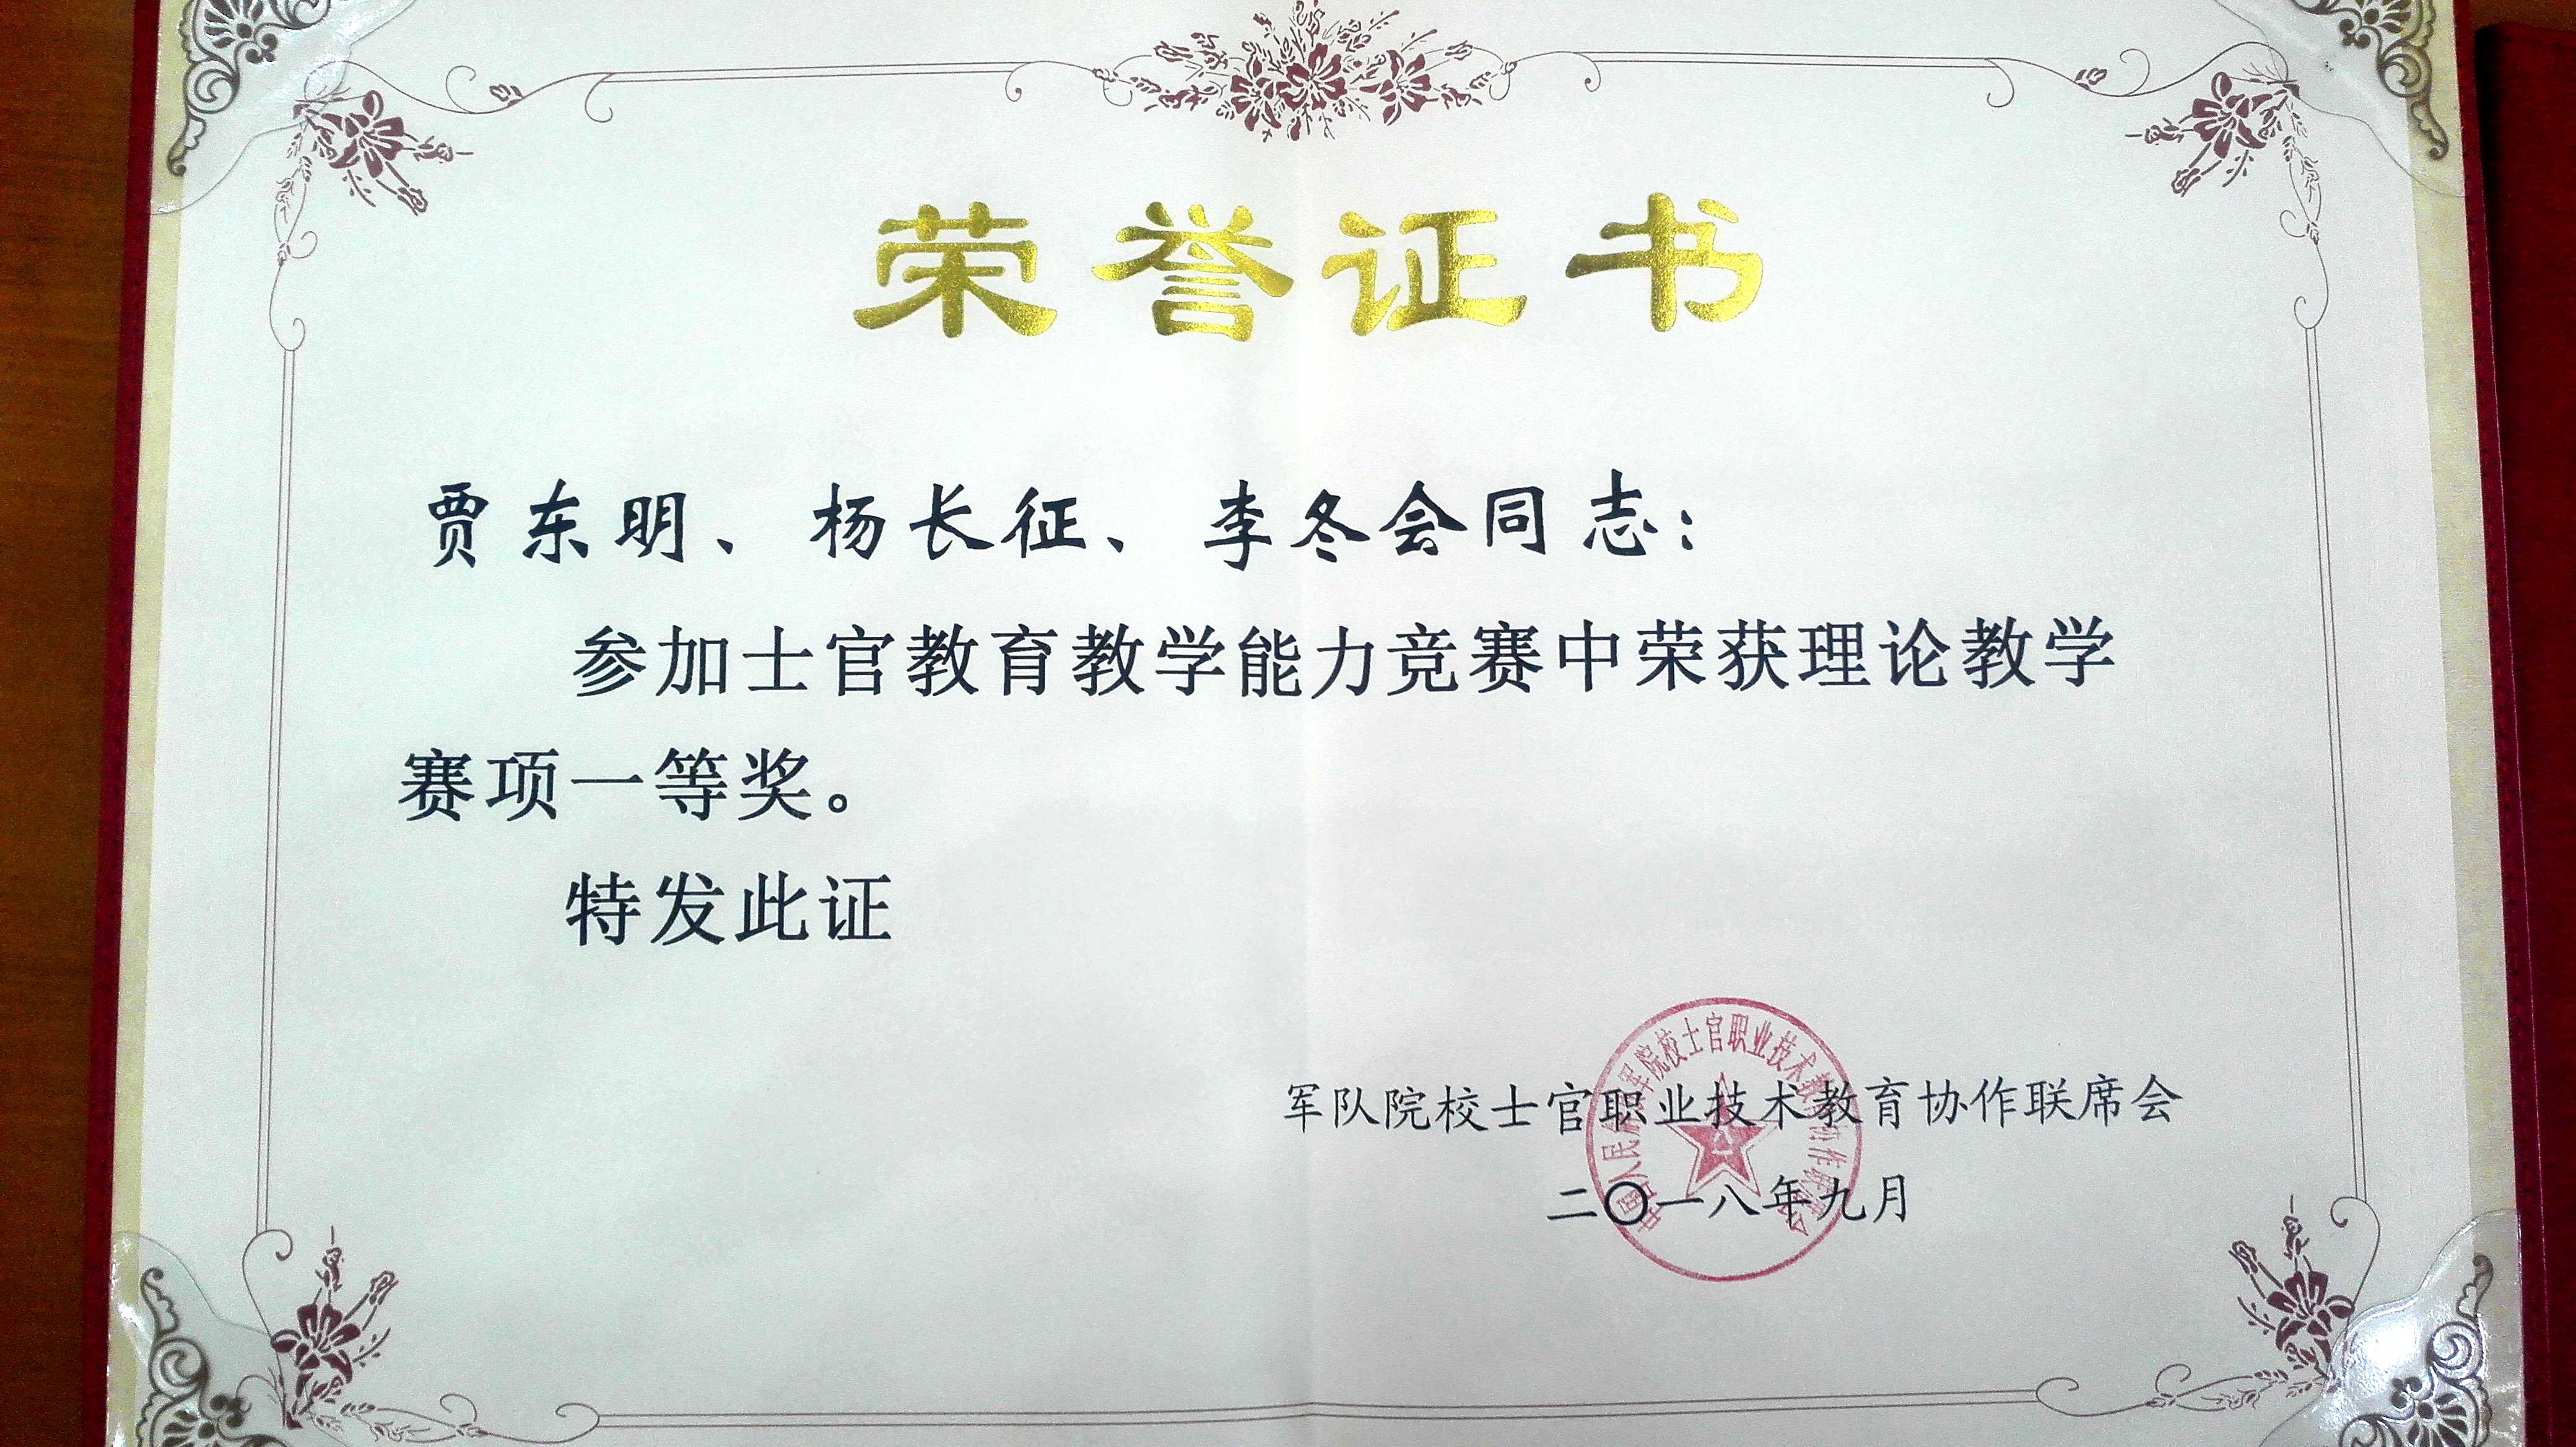 荣誉证书
贾东明、杨长征、李冬会同志：
参加士官教育教学能力竞赛中荣获理论教学
赛项一等奖。
特发此证
军队院校士官职业技术教育协作联席会
二〇一八年九月